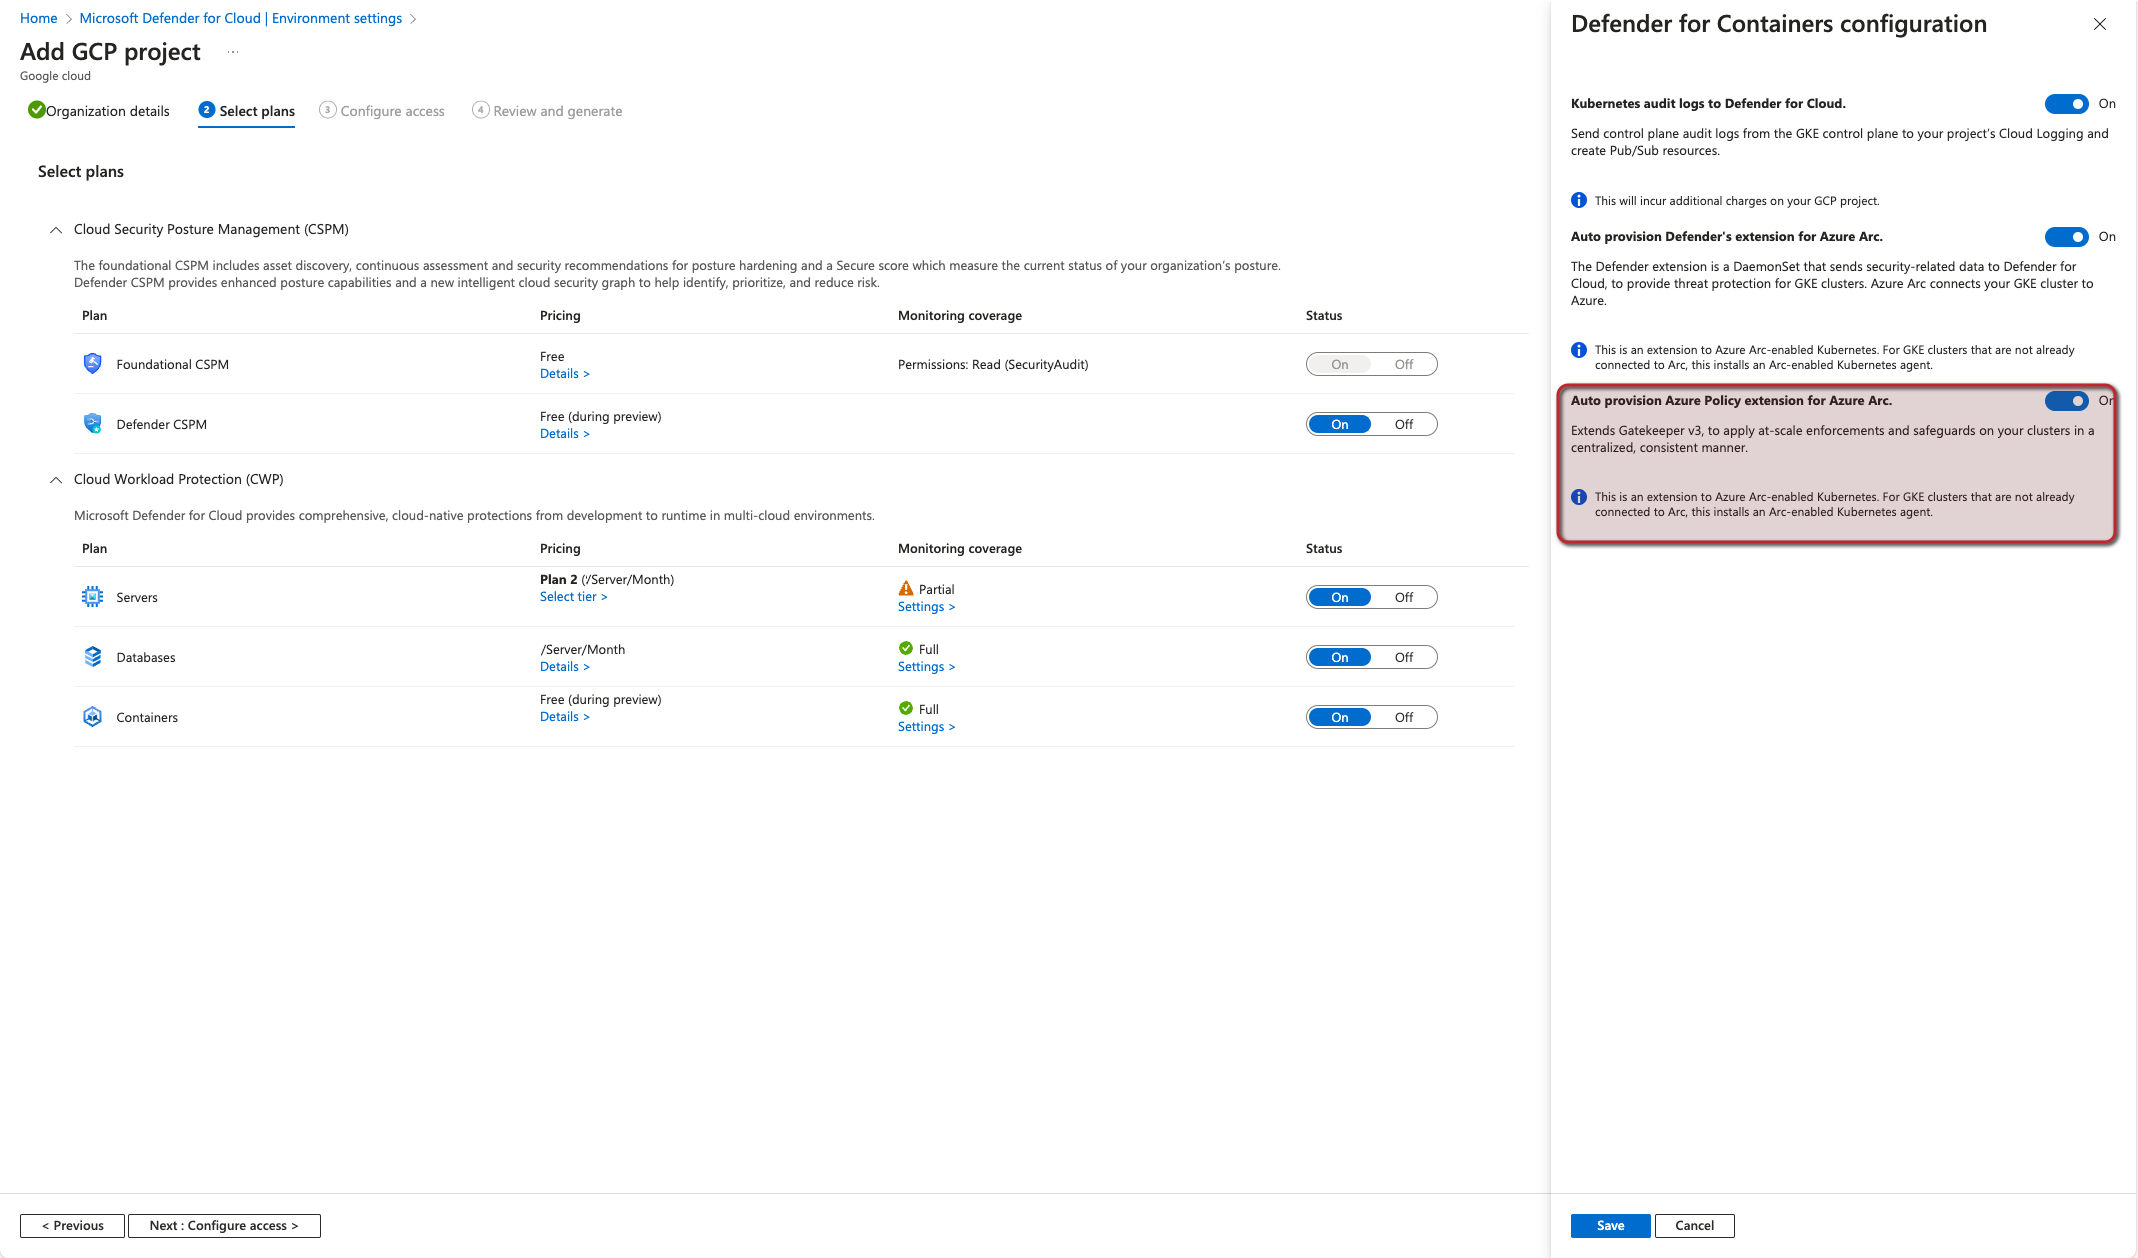 Home > Microsoft Defender for Cloud | Environment settings >
Add GCP project ...
Google cloud
Organization details
2 Select plans
3 Configure access
4 Review and generate
Select plans
Cloud Security Posture Management (CSPM)
The foundational CSPM includes asset discovery, continuous assessment and security recommendations for posture hardening and a Secure score which measure the current status of your organization's posture.
Defender CSPM provides enhanced posture capabilities and a new intelligent cloud security graph to help identify, prioritize, and reduce risk.
Plan Pricing Monitoring coverage Status
Foundational CSPM
Free
Details >
Permissions: Read (SecurityAudit)
On Off
Defender CSPM
Free (during preview)
Details >
On Off
Cloud Workload Protection (CWP)
Microsoft Defender for Cloud provides comprehensive, cloud-native protections from development to runtime in multi-cloud environments.
Plan Pricing Monitoring coverage Status
Servers
Plan 2 (/Server/Month)
Select tier >
Partial
Settings >
On Off
Databases
/Server/Month
Details >
Full
Settings >
On Off
Containers
Free (during preview)
Details >
Full
Settings >
On Off
< Previous
Next : Configure access >
Defender for Containers configuration
Kubernetes audit logs to Defender for Cloud. On
Send control plane audit logs from the GKE control plane to your project's Cloud Logging and
create Pub/Sub resources.
This will incur additional charges on your GCP project.
Auto provision Defender's extension for Azure Arc. On
The Defender extension is a DaemonSet that sends security-related data to Defender for
Cloud, to provide threat protection for GKE clusters. Azure Arc connects your GKE cluster to
Azure.
This is an extension to Azure Arc-enabled Kubernetes. For GKE clusters that are not already
connected to Arc, this installs an Arc-enabled Kubernetes agent.
Auto provision Azure Policy extension for Azure Arc. On
Extends Gatekeeper v3, to apply at-scale enforcements and safeguards on your clusters in a
centralized, consistent manner.
This is an extension to Azure Arc-enabled Kubernetes. For GKE clusters that are not already
connected to Arc, this installs an Arc-enabled Kubernetes agent.
Save
Cancel